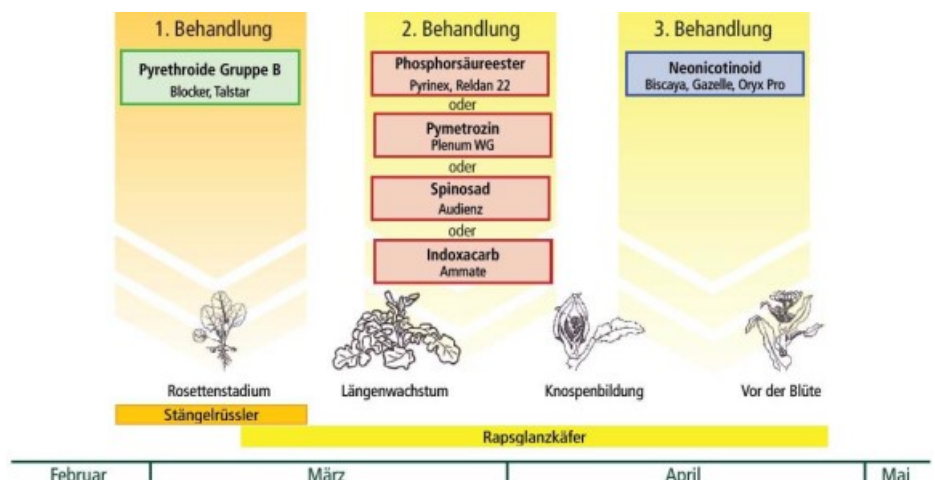 1. Behandlung
Pyrethroide Gruppe B
Blocker, Talstar
2. Behandlung
Phosphorsäureester
Pyrinex, Reldan 22
oder
Pymetrozin
Plenum WG
oder
Spinosad
Audienz
oder
Indoxacarb
Ammate
3. Behandlung
Neonicotinoid
Biscaya, Gazelle, Oryx Pro
Rosettenstadium
Längenwachstum
Knospenbildung
Vor der Blüte
Stängelrüssler
Rapsglanzkäfer
Februar
März
April
Mai